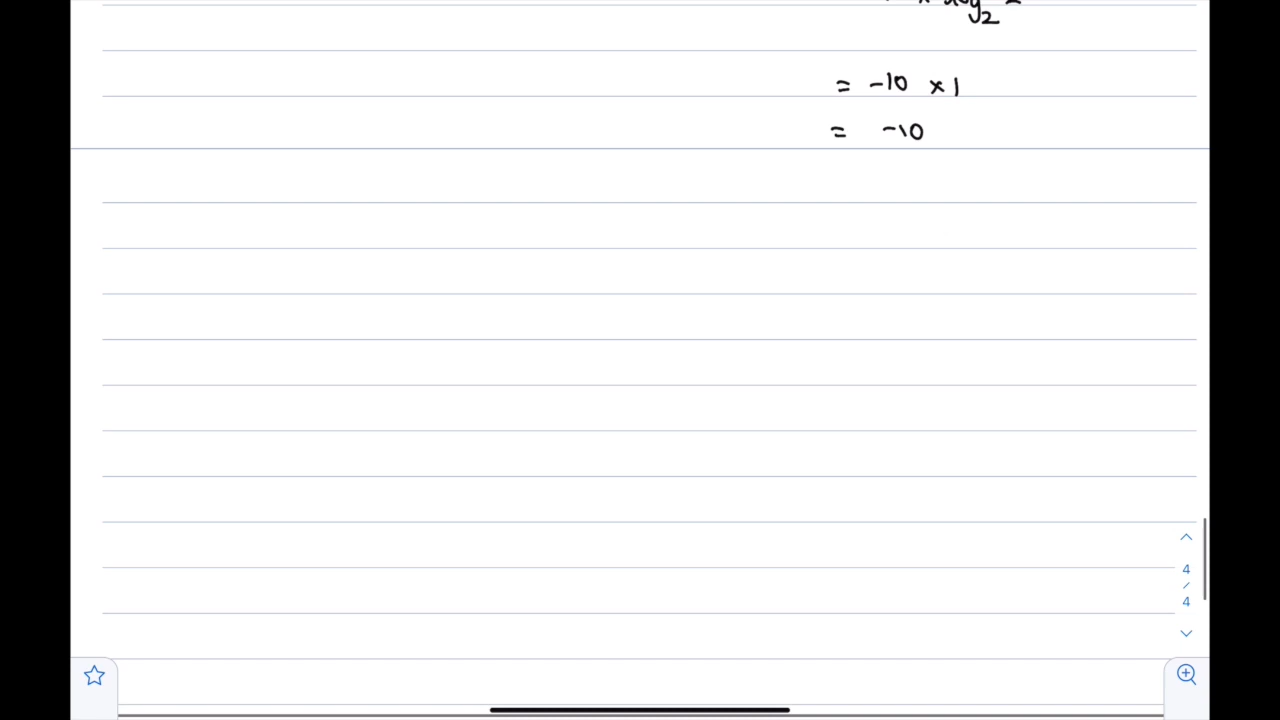 = -10 × 1
= -10
4
/
4